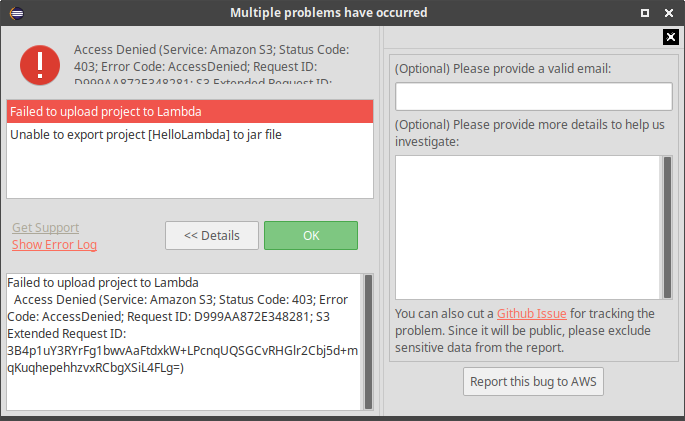 Multiple problems have occurred
Access Denied (Service: Amazon S3; Status Code:
403; Error Code: AccessDenied; Request ID:
D999AA872E348281; S3 Extended Request ID:
Failed to upload project to Lambda
Unable to export project [HelloLambda] to jar file
Get Support
Show Error Log
<< Details
OK
Failed to upload project to Lambda
Access Denied (Service: Amazon S3; Status Code: 403; Error
Code: AccessDenied; Request ID: D999AA872E348281; S3
Extended Request ID:
3B4p1uY3RYrFg1bwvAaFtdxkW+LPcnqUQSGCvRHGlr2Cbj5d+m
qKuqhepehhzvxRCbgXSiL4FLg=)
(Optional) Please provide a valid email:
(Optional) Please provide more details to help us
investigate:
You can also cut a Github Issue for tracking the
problem. Since it will be public, please exclude
sensitive data from the report.
Report this bug to AWS